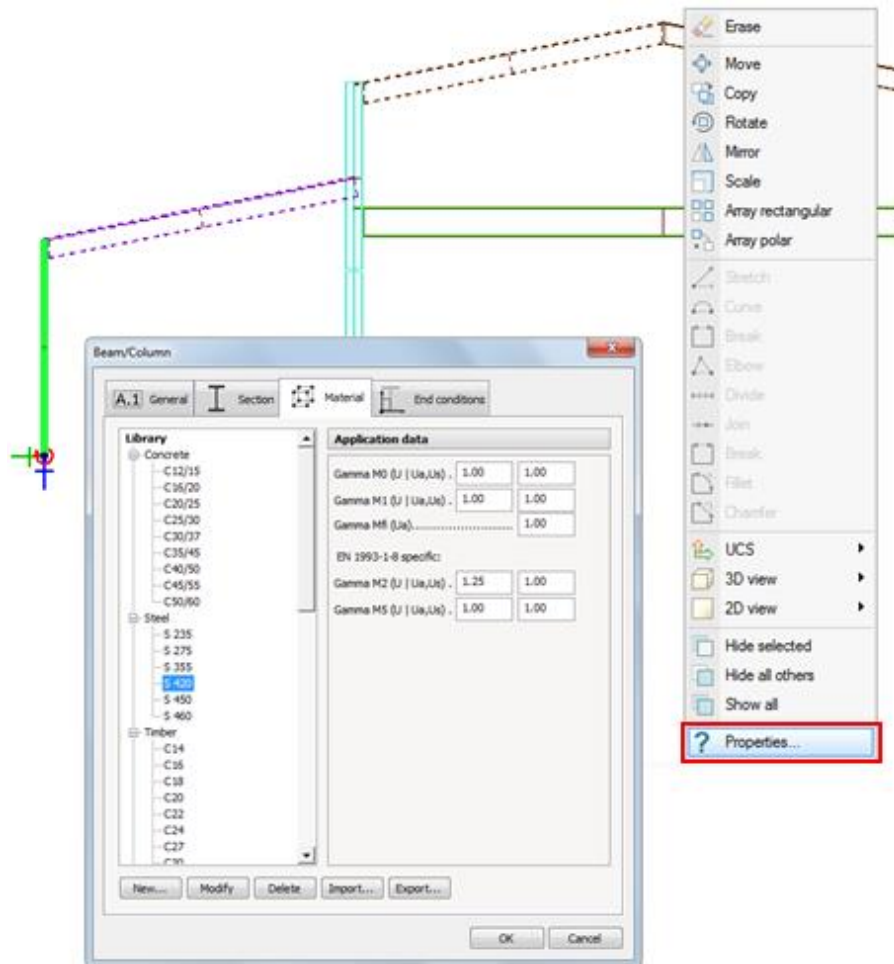 Erase
Move
Copy
Rotate
Mirror
Scale
Array rectangular
Array polar
Stretch
Curve
Break
Elbow
Divide
Join
Break
Fillet
Chamfer
UCS
3D view
2D view
Hide selected
Hide all others
Show all
? Properties...
Beam/Column
A.1 General Section Material End conditions
Library
Concrete
C12/15
C16/20
C20/25
C25/30
C30/37
C35/45
C40/50
C45/55
C50/60
Steel
S 235
S 275
S 355
S 420
S 450
S 460
Timber
C14
C16
C18
C20
C22
C24
C27
Application data
Gamma M0 (U | Ua,Us) . 1.00 1.00
Gamma M1 (U | Ua,Us) . 1.00 1.00
Gamma Mfi (Ua)..................... 1.00
EN 1993-1-8 specific:
Gamma M2 (U | Ua,Us) . 1.25 1.00
Gamma M5 (U | Ua,Us) . 1.00 1.00
New... Modify Delete Import... Export...
OK Cancel